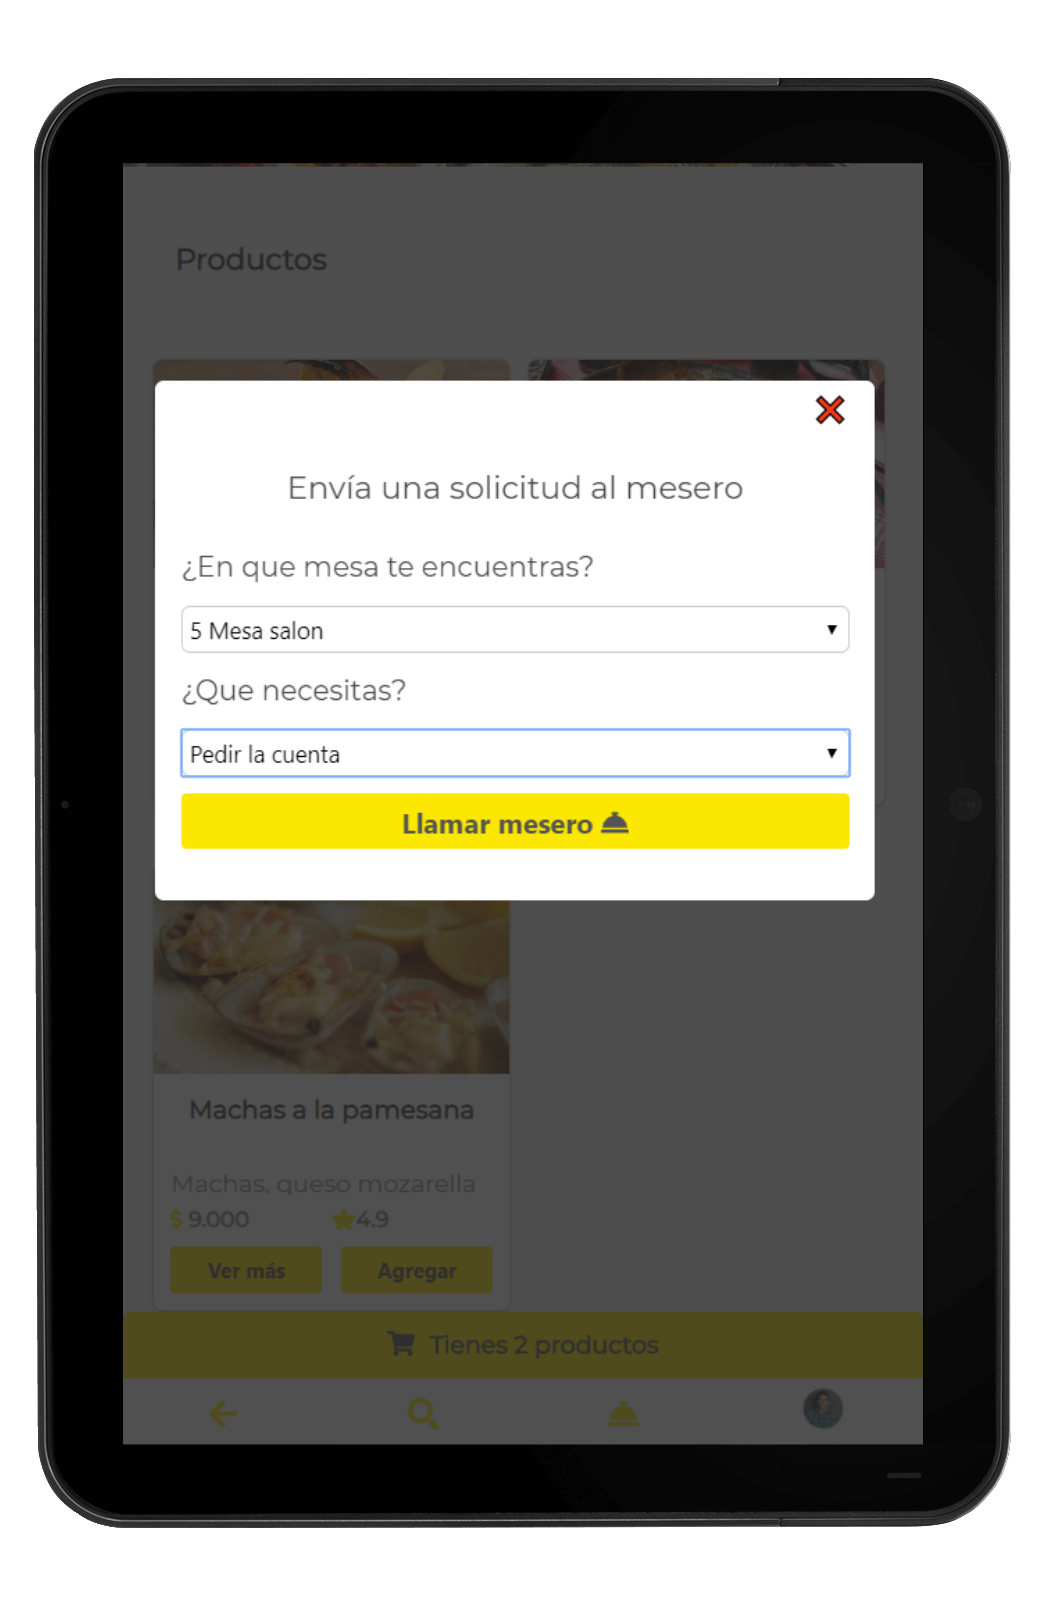 Productos
Envía una solicitud al mesero
¿En que mesa te encuentras?
5 Mesa salon
¿Que necesitas?
Pedir la cuenta
Llamar mesero
Machas a la pamesana
Machas, queso mozarella
$ 9.000 4.9
Ver más Agregar
Tienes 2 productos